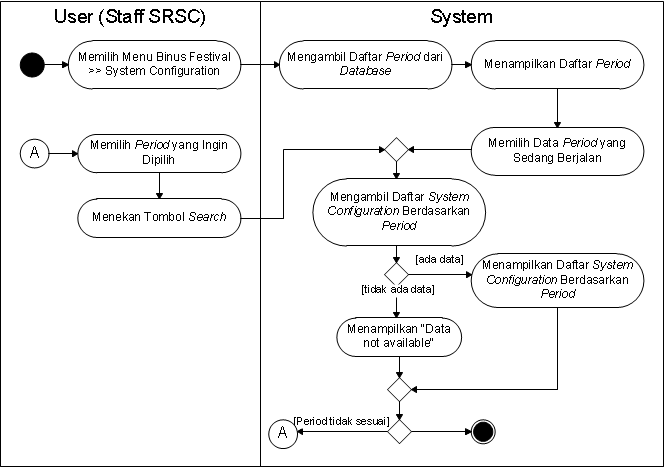 User (Staff SRSC)
System
Memilih Menu Binus Festival
>> System Configuration
Mengambil Daftar Period dari
Database
Menampilkan Daftar Period
A
Memilih Period yang Ingin
Dipilih
Memilih Data Period yang
Sedang Berjalan
Menekan Tombol Search
Mengambil Daftar System
Configuration Berdasarkan
Period
[ada data]
[tidak ada data]
Menampilkan Daftar System
Configuration Berdasarkan
Period
Menampilkan "Data
not available"
[Period tidak sesuai]
A